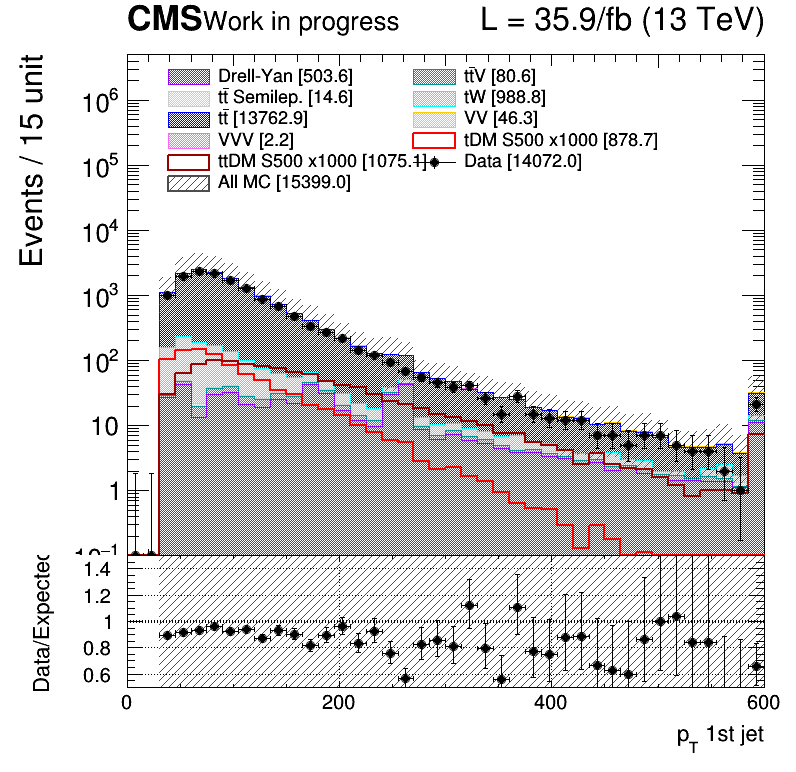 CMS Work in progress L = 35.9/fb (13 TeV)
Events / 15 unit
Drell-Yan [503.6] tt̄V [80.6]
tt̄ Semilep. [14.6] tW [988.8]
tt̄ [13762.9] VV [46.3]
VVV [2.2] tDM S500 x1000 [878.7]
ttDM S500 x1000 [1075.1] Data [14072.0]
All MC [15399.0]
10⁶
10⁵
10⁴
10³
10²
10
1
10⁻¹
Data/Expected
1.4
1.2
1
0.8
0.6
0 200 400 600
p_T 1st jet